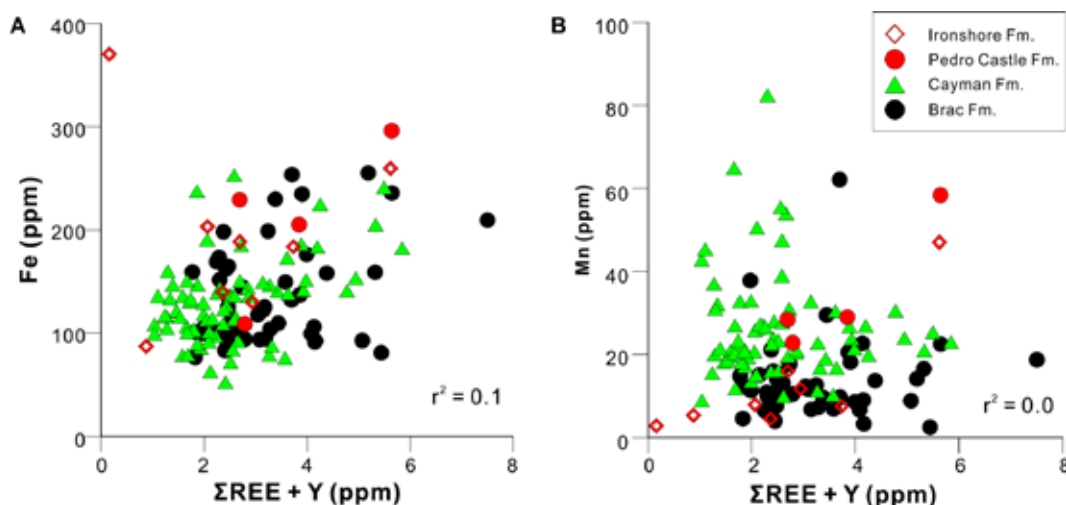 A
400
300
200
100
0
Fe (ppm)
r² = 0.1
0 2 4 6 8
ΣREE + Y (ppm)
B
100
80
60
40
20
0
Mn (ppm)
Ironshore Fm.
Pedro Castle Fm.
Cayman Fm.
Brac Fm.
r² = 0.0
0 2 4 6 8
ΣREE + Y (ppm)